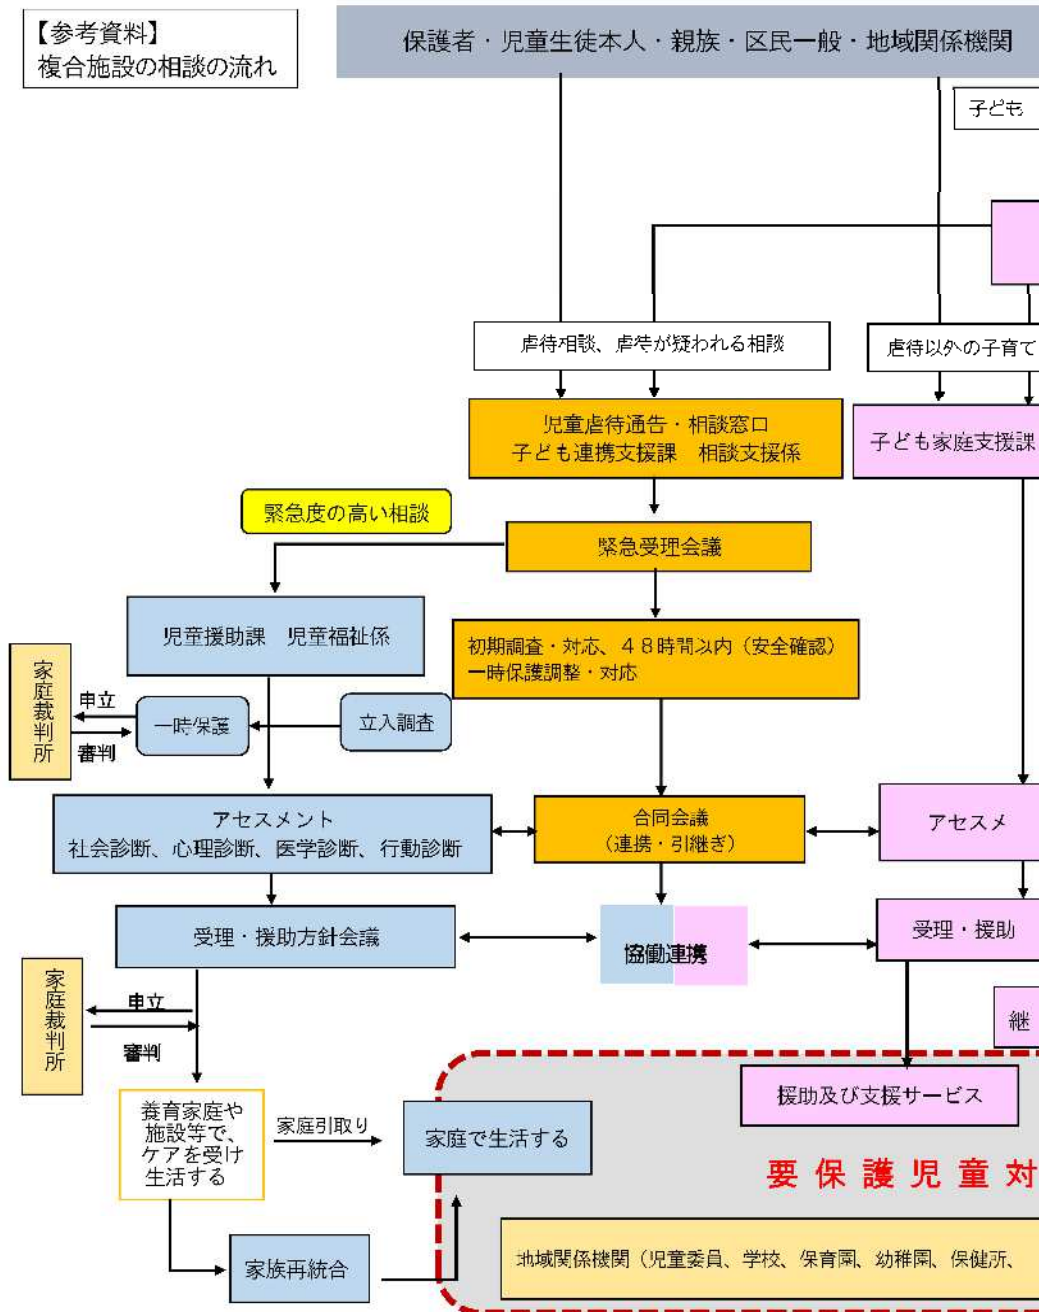 【参考資料】
複合施設の相談の流れ
保護者・児童生徒本人・親族・区民一般・地域関係機関
子ども
虐待相談、虐待が疑われる相談
虐待以外の子育て
児童虐待通告・相談窓口
子ども連携支援課　相談支援係
子ども家庭支援課
緊急度の高い相談
緊急受理会議
児童援助課　児童福祉係
初期調査・対応、４８時間以内（安全確認）
一時保護調整・対応
家庭裁判所
申立
審判
一時保護
立入調査
アセスメント
社会診断、心理診断、医学診断、行動診断
合同会議
（連携・引継ぎ）
アセスメ
受理・援助方針会議
協働連携
受理・援助
家庭裁判所
申立
審判
継
養育家庭や
施設等で、
ケアを受け
生活する
家庭引取り
家庭で生活する
援助及び支援サービス
要保護児童対
家族再統合
地域関係機関（児童委員、学校、保育園、幼稚園、保健所、